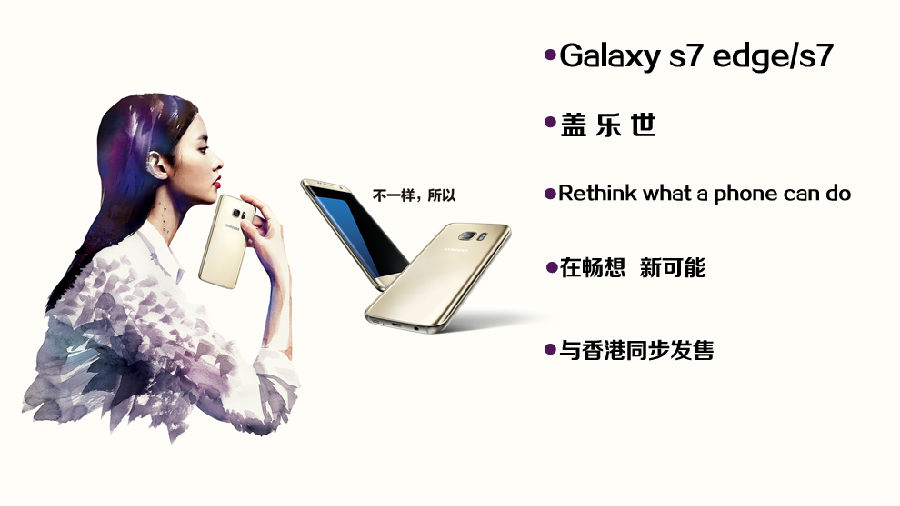 Galaxy s7 edge/s7
盖乐世
不一样，所以
Rethink what a phone can do
在畅想 新可能
与香港同步发售